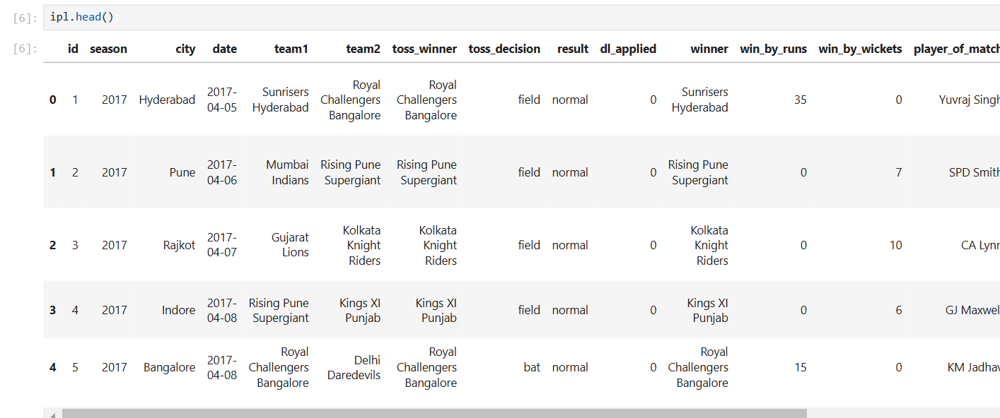 [6]: ipl.head()
[6]: id season city date team1 team2 toss_winner toss_decision result dl_applied winner win_by_runs win_by_wickets player_of_match
0 1 2017 Hyderabad 2017-04-05 Sunrisers Hyderabad Royal Challengers Bangalore Royal Challengers Bangalore field normal 0 Sunrisers Hyderabad 35 0 Yuvraj Singh
1 2 2017 Pune 2017-04-06 Mumbai Indians Rising Pune Supergiant Rising Pune Supergiant field normal 0 Rising Pune Supergiant 0 7 SPD Smith
2 3 2017 Rajkot 2017-04-07 Gujarat Lions Kolkata Knight Riders Kolkata Knight Riders field normal 0 Kolkata Knight Riders 0 10 CA Lynn
3 4 2017 Indore 2017-04-08 Rising Pune Supergiant Kings XI Punjab Kings XI Punjab field normal 0 Kings XI Punjab 0 6 GJ Maxwel
4 5 2017 Bangalore 2017-04-08 Royal Challengers Bangalore Delhi Daredevils Royal Challengers Bangalore bat normal 0 Royal Challengers Bangalore 15 0 KM Jadhav